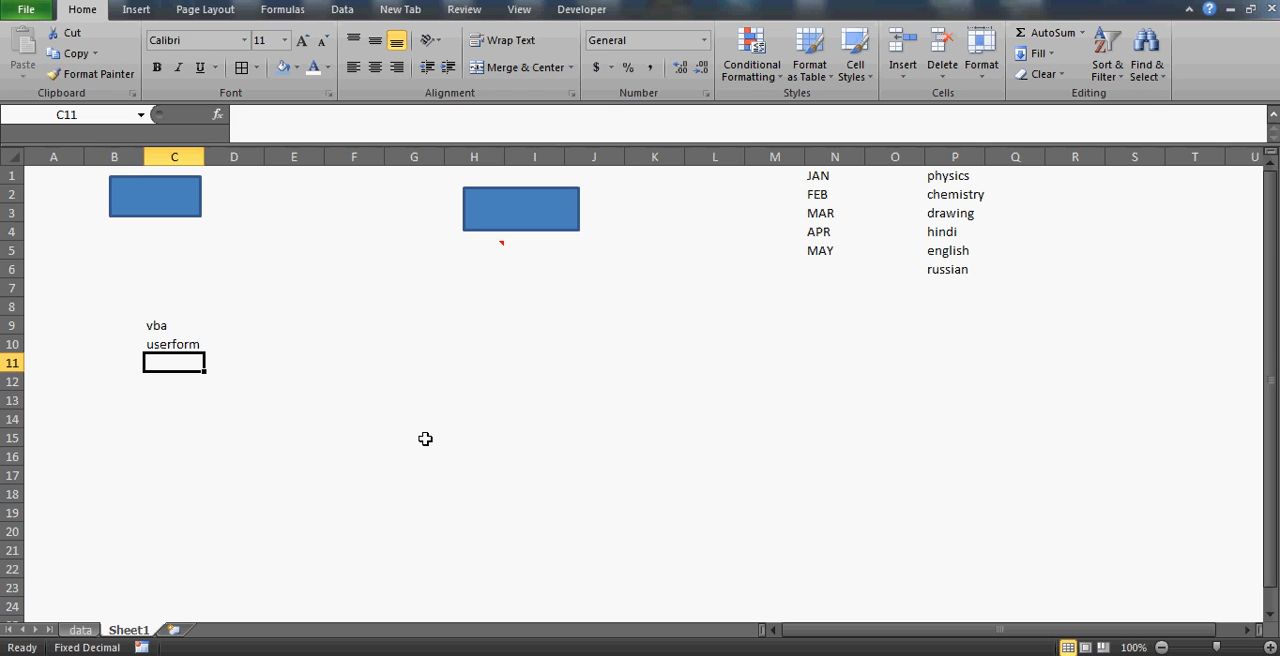 File Home Insert Page Layout Formulas Data New Tab Review View Developer
Cut
Copy
Format Painter
Paste
Clipboard
Calibri 11
B I U
Font
Wrap Text
Merge & Center
Alignment
General
$ % ,
Number
Conditional Formatting
Format as Table
Cell Styles
Styles
Insert Delete Format
Cells
AutoSum
Fill
Clear
Sort & Filter
Find & Select
Editing
C11 fx
A B C D E F G H I J K L M N O P Q R S T U
1 JAN physics
2 FEB chemistry
3 MAR drawing
4 APR hindi
5 MAY english
6 russian
7
8
9 vba
10 userform
11
12
13
14
15
16
17
18
19
20
21
22
23
24
data Sheet1
Ready Fixed Decimal 100%